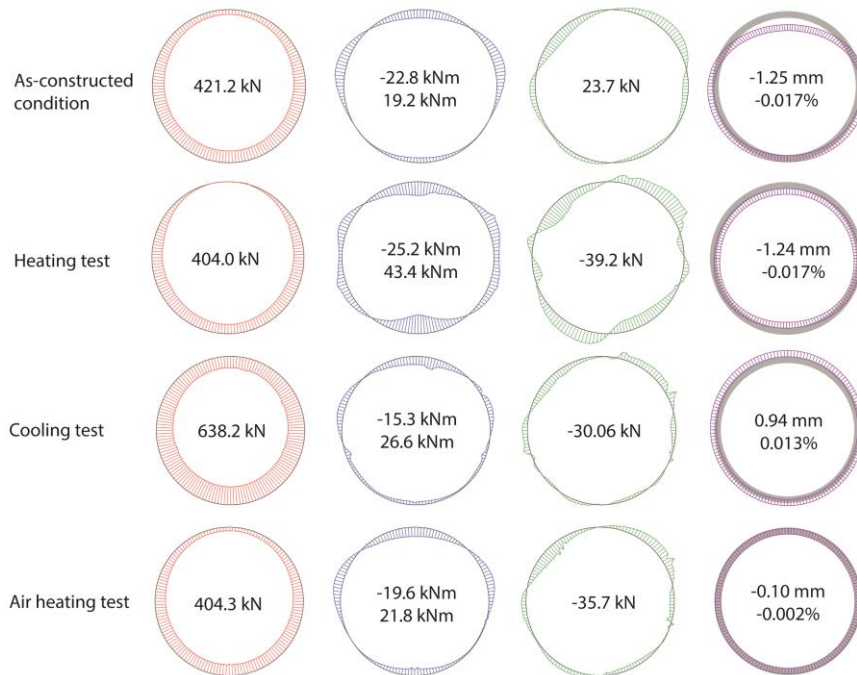 As-constructed
condition
421.2 kN
-22.8 kNm
19.2 kNm
23.7 kN
-1.25 mm
-0.017%
Heating test
404.0 kN
-25.2 kNm
43.4 kNm
-39.2 kN
-1.24 mm
-0.017%
Cooling test
638.2 kN
-15.3 kNm
26.6 kNm
-30.06 kN
0.94 mm
0.013%
Air heating test
404.3 kN
-19.6 kNm
21.8 kNm
-35.7 kN
-0.10 mm
-0.002%